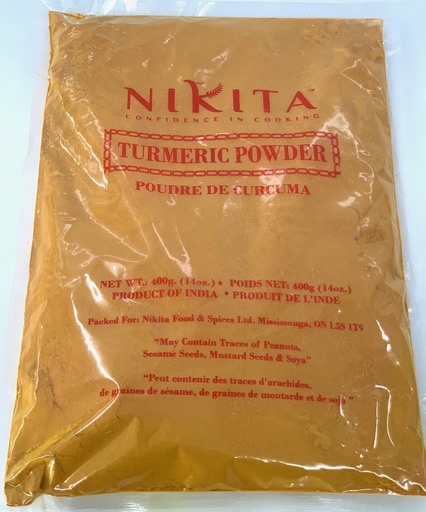 NIKITA™
CONFIDENCE IN COOKING
TURMERIC POWDER
POUDRE DE CURCUMA
NET WT.: 400g. (14oz.) • POIDS NET: 400g (14oz.)
PRODUCT OF INDIA • PRODUIT DE L'INDE
Packed For: Nikita Food & Spices Ltd. Mississauga, ON L5S 1T9
"May Contain Traces of Peanuts,
Sesame Seeds, Mustard Seeds & Soya"
"Peut contenir des traces d'arachides,
de graines de sésame, de graines de moutarde et de soja"